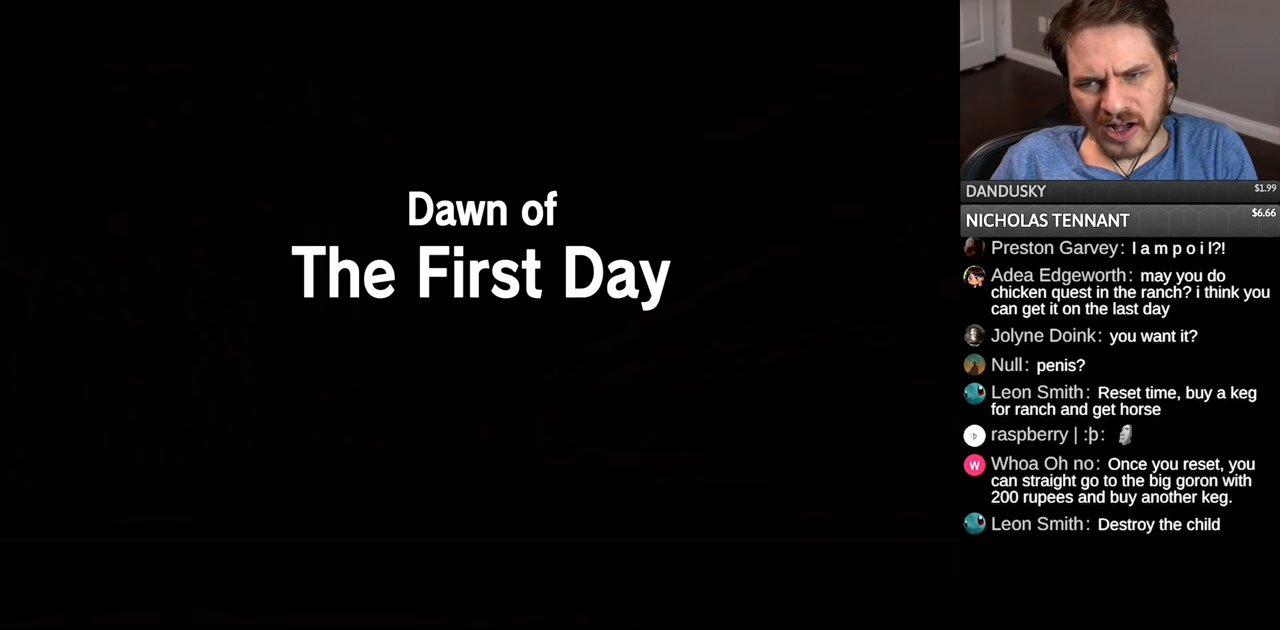 Dawn of
The First Day
DANDUSKY $1.99
NICHOLAS TENNANT $6.66
Preston Garvey: I a m p o i l?!
Adea Edgeworth: may you do
chicken quest in the ranch? i think you
can get it on the last day
Jolyne Doink: you want it?
Null: penis?
Leon Smith: Reset time, buy a keg
for ranch and get horse
raspberry | :þ: 🗿
W Whoa Oh no: Once you reset, you
can straight go to the big goron with
200 rupees and buy another keg.
Leon Smith: Destroy the child